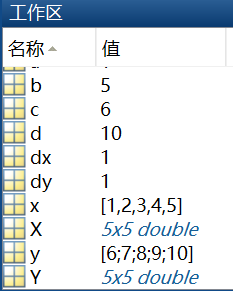 工作区
名称 值
b 5
c 6
d 10
dx 1
dy 1
x [1,2,3,4,5]
X 5x5 double
y [6;7;8;9;10]
Y 5x5 double